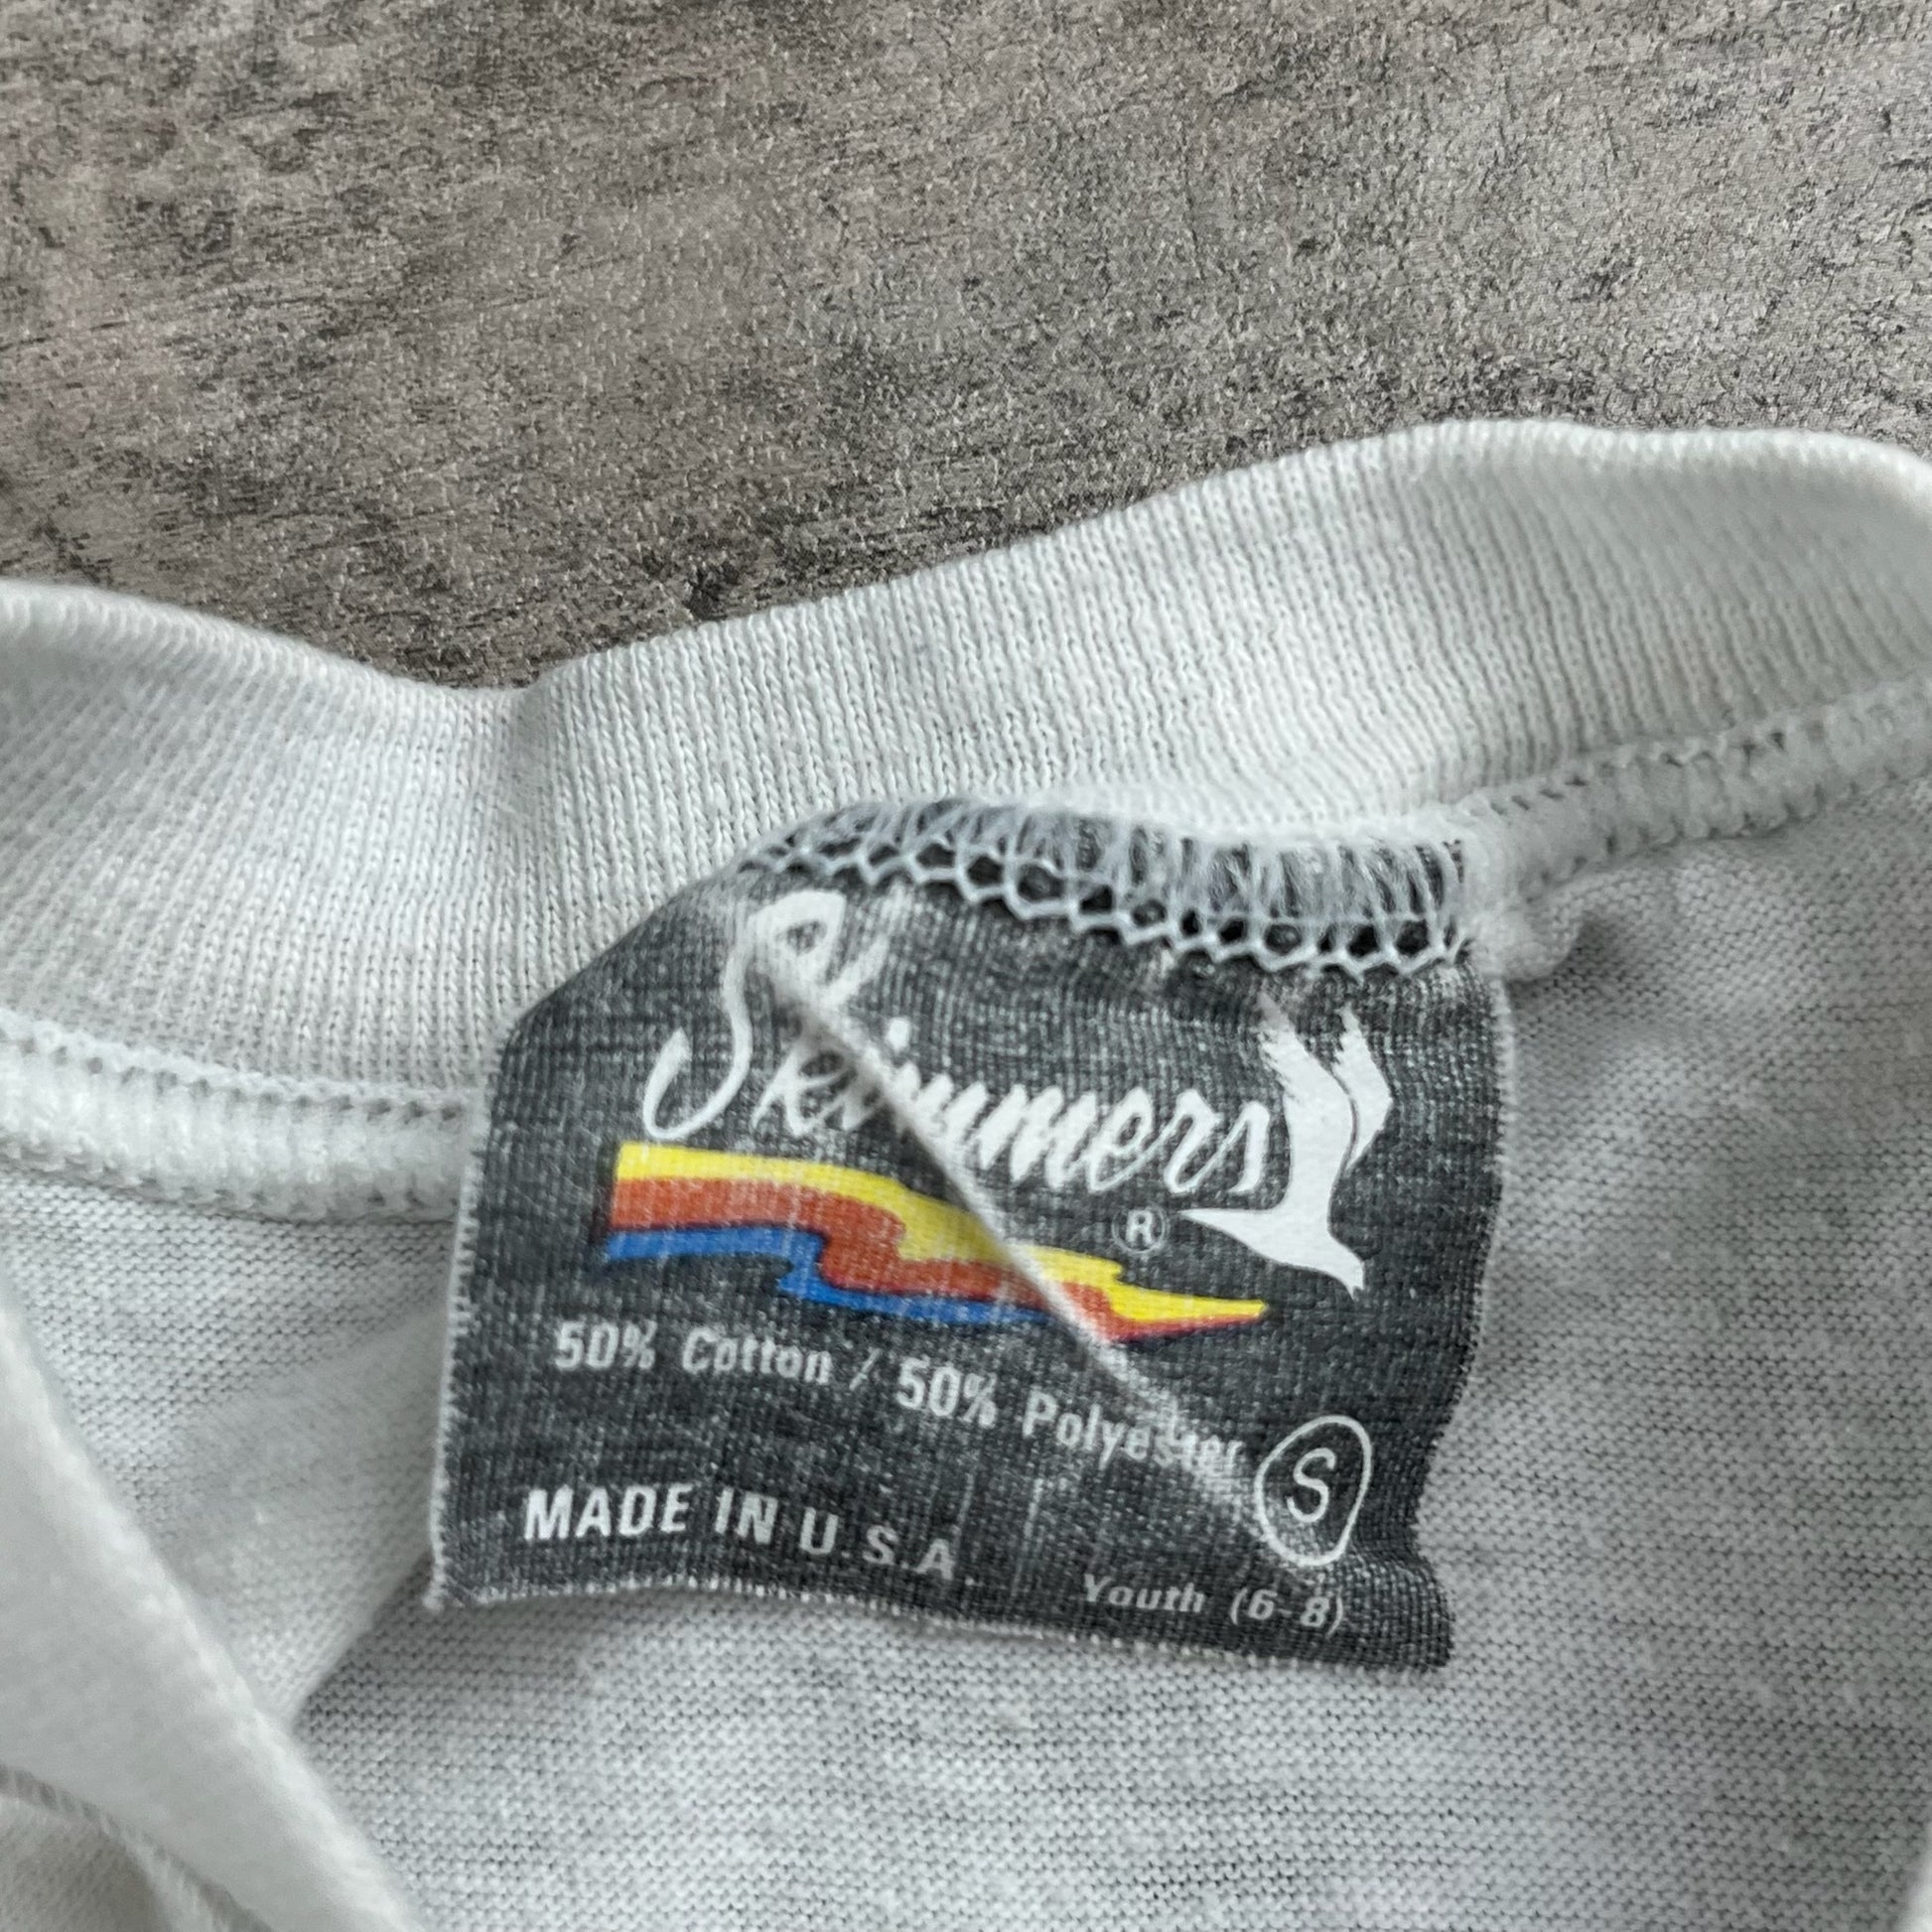 Skimmers
®
50% Cotton / 50% Polyester
S
MADE IN U.S.A.
Youth (6-8)